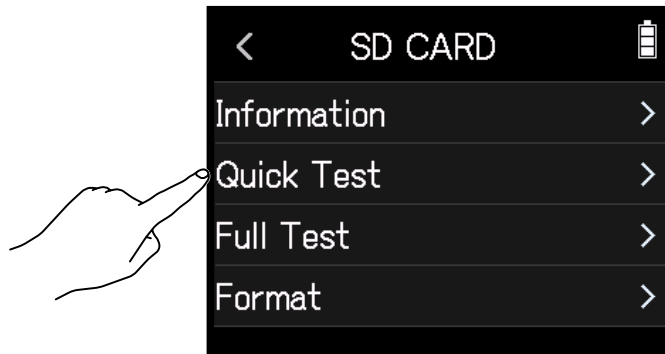 SD CARD
Information
Quick Test
Full Test
Format